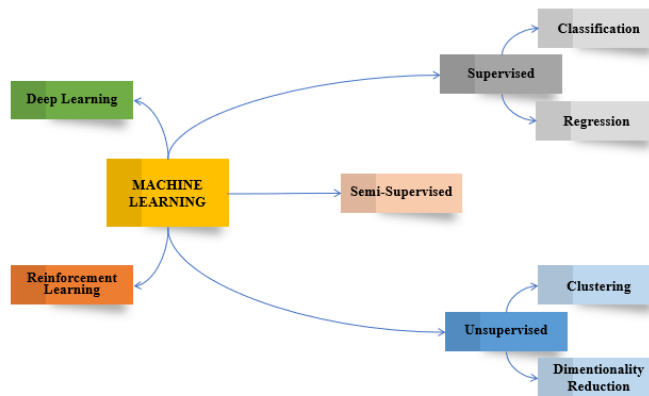 Classification
Supervised
Deep Learning
Regression
MACHINE
LEARNING
Semi-Supervised
Reinforcement
Learning
Clustering
Unsupervised
Dimentionality
Reduction